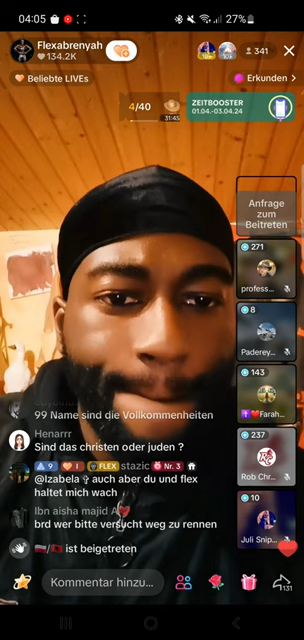 04:05
27%
Flexabrenyah
134.2K
341
Beliebte LIVEs
Erkunden >
4/40
31:45
ZEITBOOSTER
01.04.-03.04.24
Anfrage
zum
Beitreten
271
profess...
8
Paderey...
143
Farah...
237
Rob Chr...
10
Juli Snip...
99 Name sind die Vollkommenheiten
Henarrr
Sind das christen oder juden ?
9 1 FLEX stazic Nr. 3
@Izabela auch aber du und flex
haltet mich wach
Ibn aisha majid A
brd wer bitte versucht weg zu rennen
/ ist beigetreten
Kommentar hinzu...
131